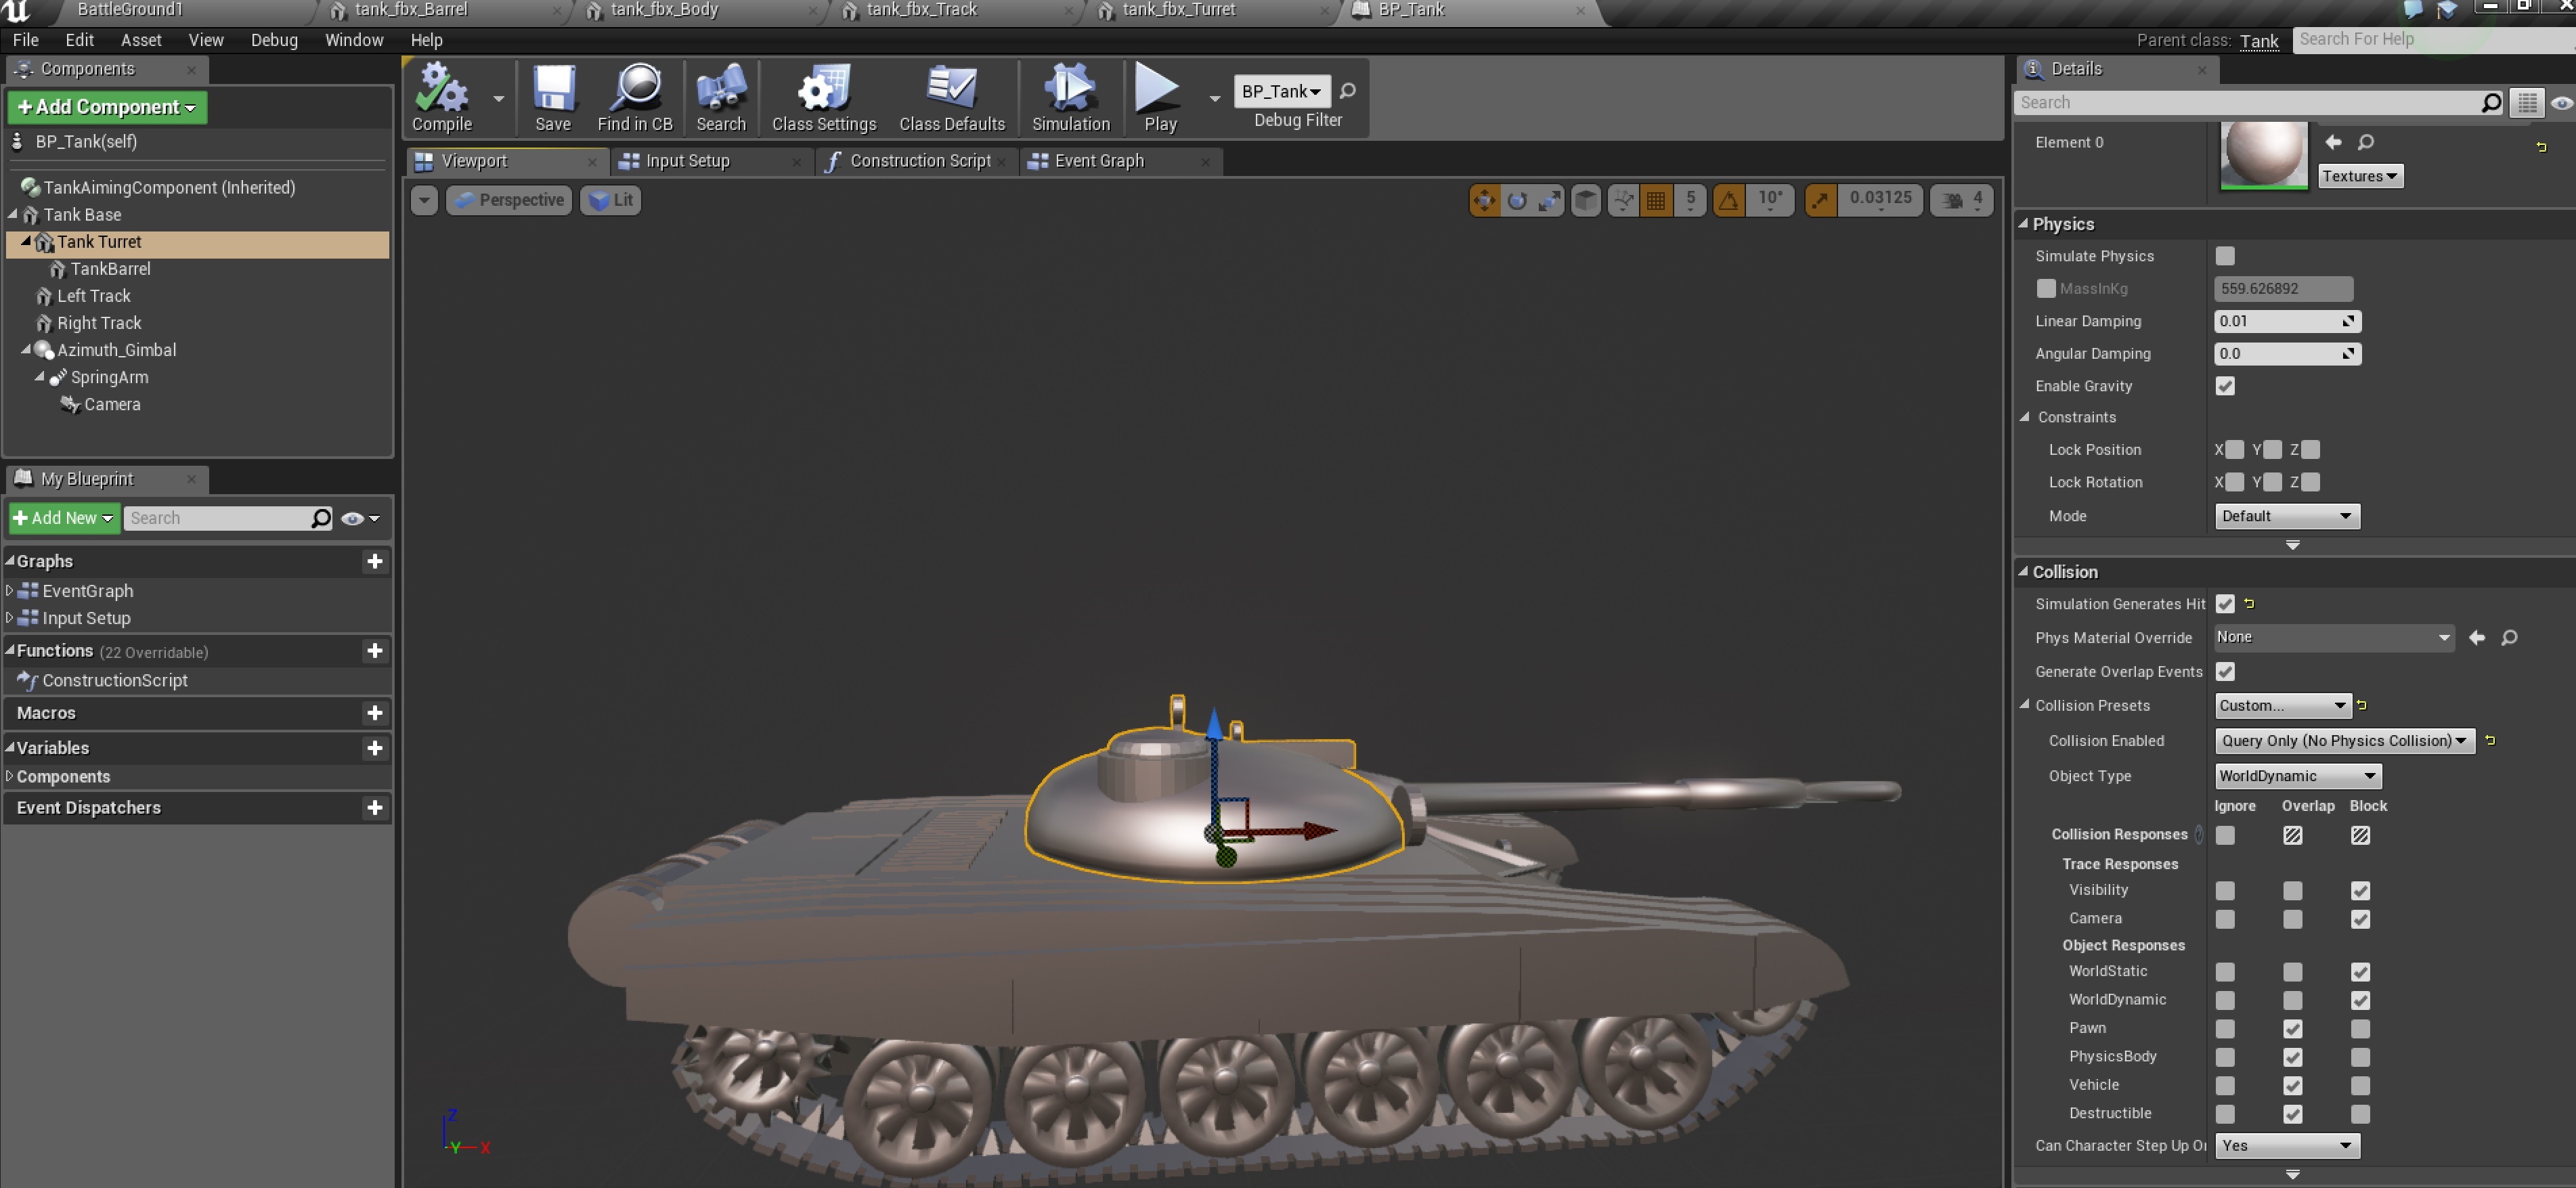 BattleGround1
tank_fbx_Barrel
tank_fbx_Body
tank_fbx_Track
tank_fbx_Turret
BP_Tank
File Edit Asset View Debug Window Help
Parent class: Tank
Search For Help
Components
+Add Component
BP_Tank(self)
TankAimingComponent (Inherited)
Tank Base
Tank Turret
TankBarrel
Left Track
Right Track
Azimuth_Gimbal
SpringArm
Camera
My Blueprint
+Add New
Search
Graphs
EventGraph
Input Setup
Functions (22 Overridable)
ConstructionScript
Macros
Variables
Components
Event Dispatchers
Compile
Save
Find in CB
Search
Class Settings
Class Defaults
Simulation
Play
BP_Tank
Debug Filter
Viewport
Input Setup
Construction Script
Event Graph
Perspective
Lit
5
10°
0.03125
4
Z
Y
X
Details
Search
Element 0
Textures
Physics
Simulate Physics
MassInKg 559.626892
Linear Damping 0.01
Angular Damping 0.0
Enable Gravity
Constraints
Lock Position X Y Z
Lock Rotation X Y Z
Mode Default
Collision
Simulation Generates Hit
Phys Material Override None
Generate Overlap Events
Collision Presets Custom...
Collision Enabled Query Only (No Physics Collision)
Object Type WorldDynamic
Ignore Overlap Block
Collision Responses
Trace Responses
Visibility
Camera
Object Responses
WorldStatic
WorldDynamic
Pawn
PhysicsBody
Vehicle
Destructible
Can Character Step Up Yes